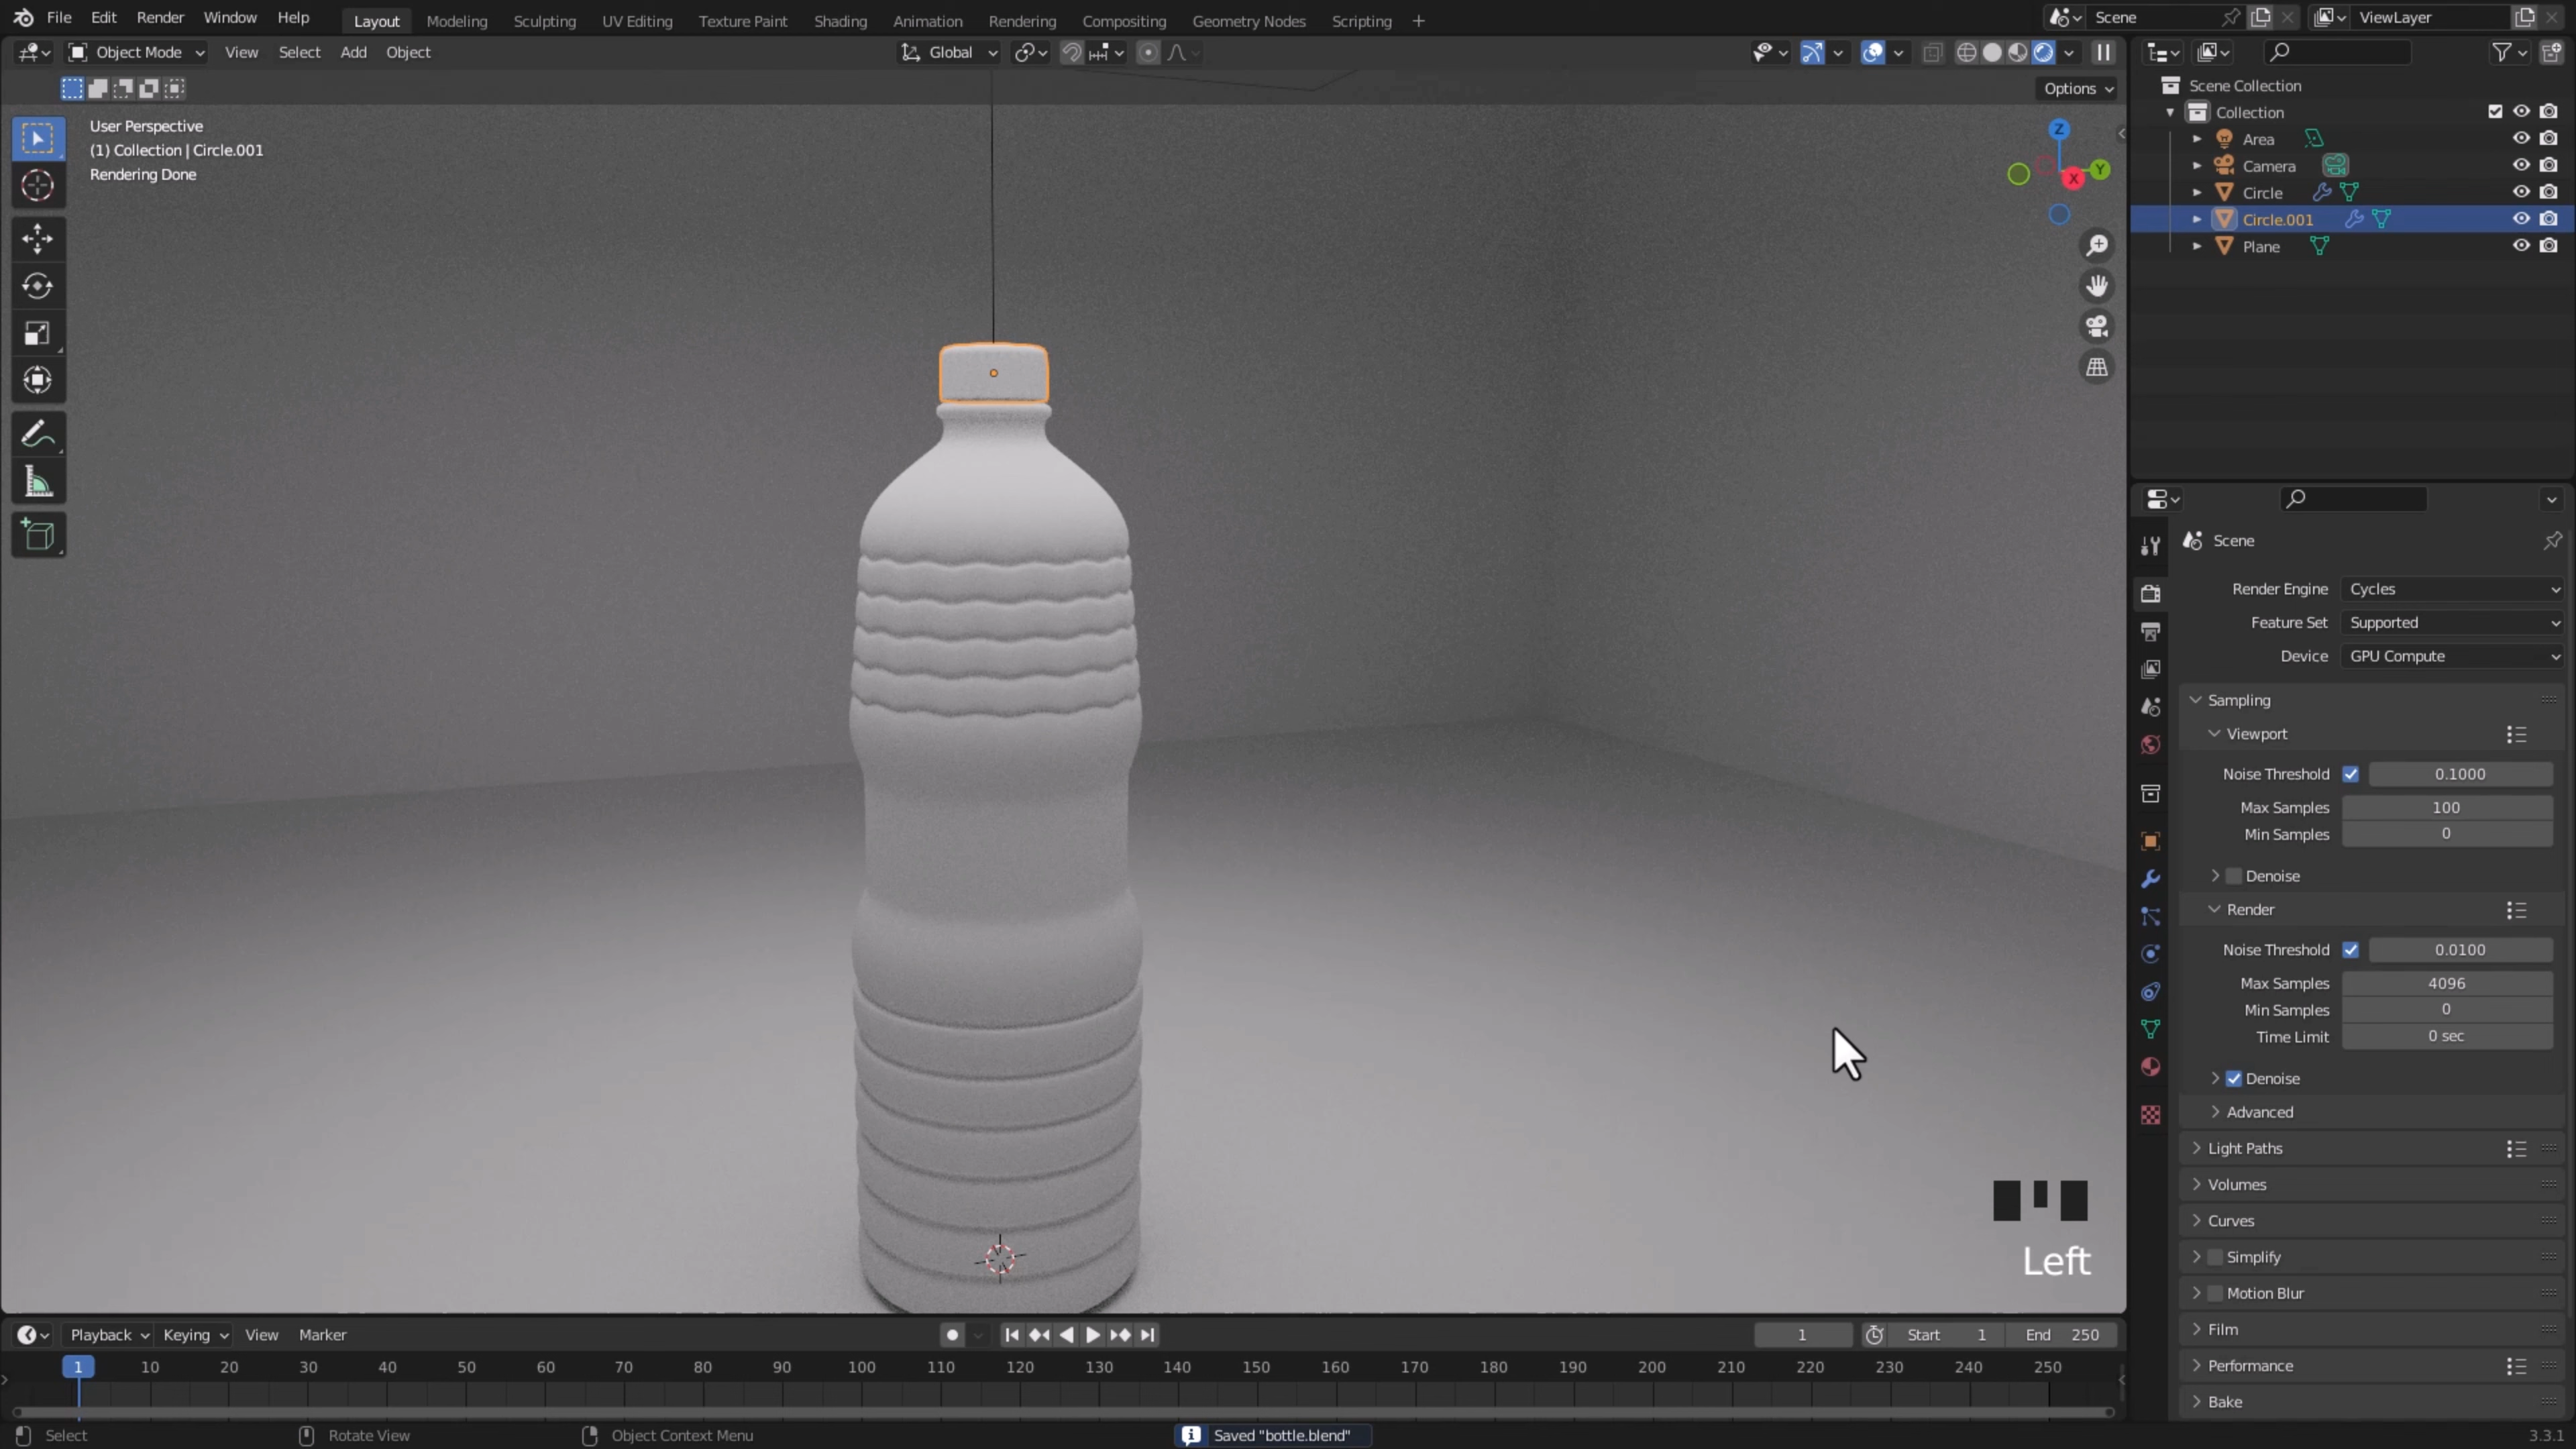 File Edit Render Window Help Layout Modeling Sculpting UV Editing Texture Paint Shading Animation Rendering Compositing Geometry Nodes Scripting + Scene ViewLayer
Object Mode View Select Add Object Global
Options
User Perspective
(1) Collection | Circle.001
Rendering Done
Z
Y
X
Left
Scene Collection
Collection
Area
Camera
Circle
Circle.001
Plane
Scene
Render Engine Cycles
Feature Set Supported
Device GPU Compute
Sampling
Viewport
Noise Threshold 0.1000
Max Samples 100
Min Samples 0
Denoise
Render
Noise Threshold 0.0100
Max Samples 4096
Min Samples 0
Time Limit 0 sec
Denoise
Advanced
Light Paths
Volumes
Curves
Simplify
Motion Blur
Film
Performance
Bake
Playback Keying View Marker 1 Start 1 End 250
1 10 20 30 40 50 60 70 80 90 100 110 120 130 140 150 160 170 180 190 200 210 220 230 240 250
Select Rotate View Object Context Menu Saved "bottle.blend" 3.3.1